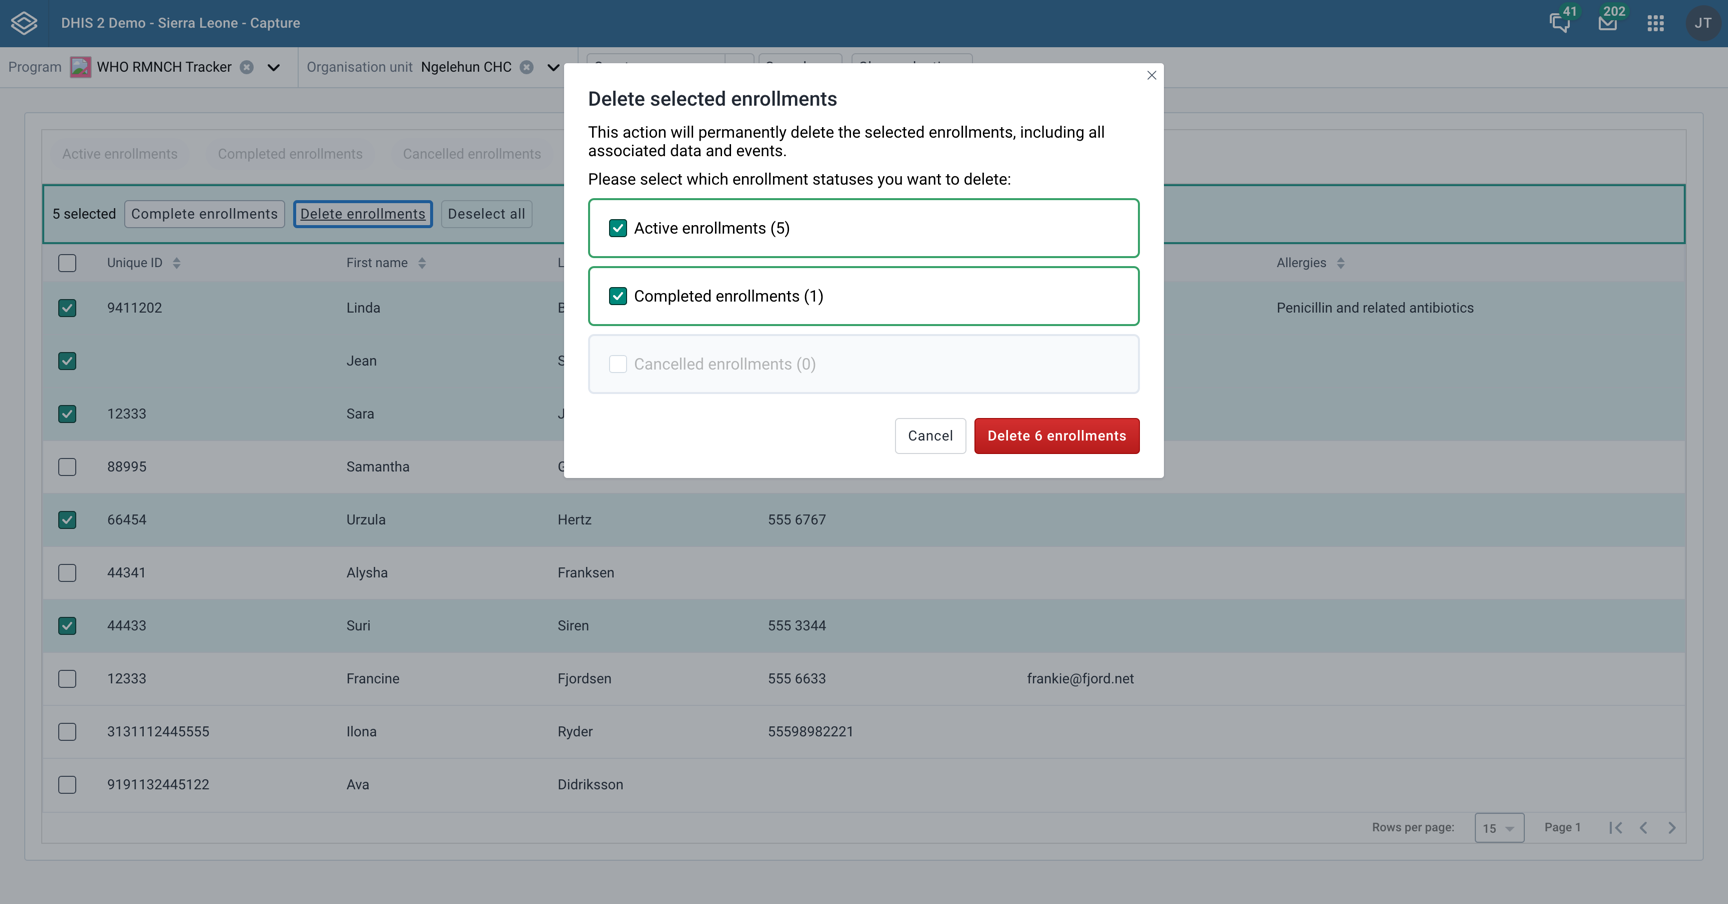 DHIS 2 Demo - Sierra Leone - Capture
41
202
JT
Program WHO RMNCH Tracker
Organisation unit Ngelehun CHC
Delete selected enrollments
This action will permanently delete the selected enrollments, including all
associated data and events.
Please select which enrollment statuses you want to delete:
Active enrollments (5)
Completed enrollments (1)
Cancelled enrollments (0)
Cancel
Delete 6 enrollments
Active enrollments
Completed enrollments
Cancelled enrollments
5 selected
Complete enrollments
Delete enrollments
Deselect all
Unique ID First name Allergies
9411202 Linda Penicillin and related antibiotics
Jean
12333 Sara
88995 Samantha
66454 Urzula Hertz 555 6767
44341 Alysha Franksen
44433 Suri Siren 555 3344
12333 Francine Fjordsen 555 6633 frankie@fjord.net
3131112445555 Ilona Ryder 55598982221
9191132445122 Ava Didriksson
Rows per page: 15 Page 1